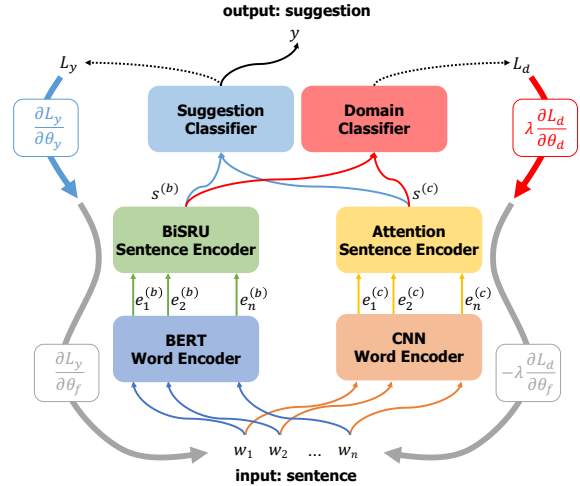 output: suggestion
y
L_y
L_d
∂L_y/∂θ_y
Suggestion
Classifier
Domain
Classifier
λ ∂L_d/∂θ_d
s^(b)
s^(c)
BiSRU
Sentence Encoder
Attention
Sentence Encoder
e_1^(b) e_2^(b) e_n^(b)
e_1^(c) e_2^(c) e_n^(c)
BERT
Word Encoder
CNN
Word Encoder
∂L_y/∂θ_f
−λ ∂L_d/∂θ_f
w_1 w_2 ... w_n
input: sentence